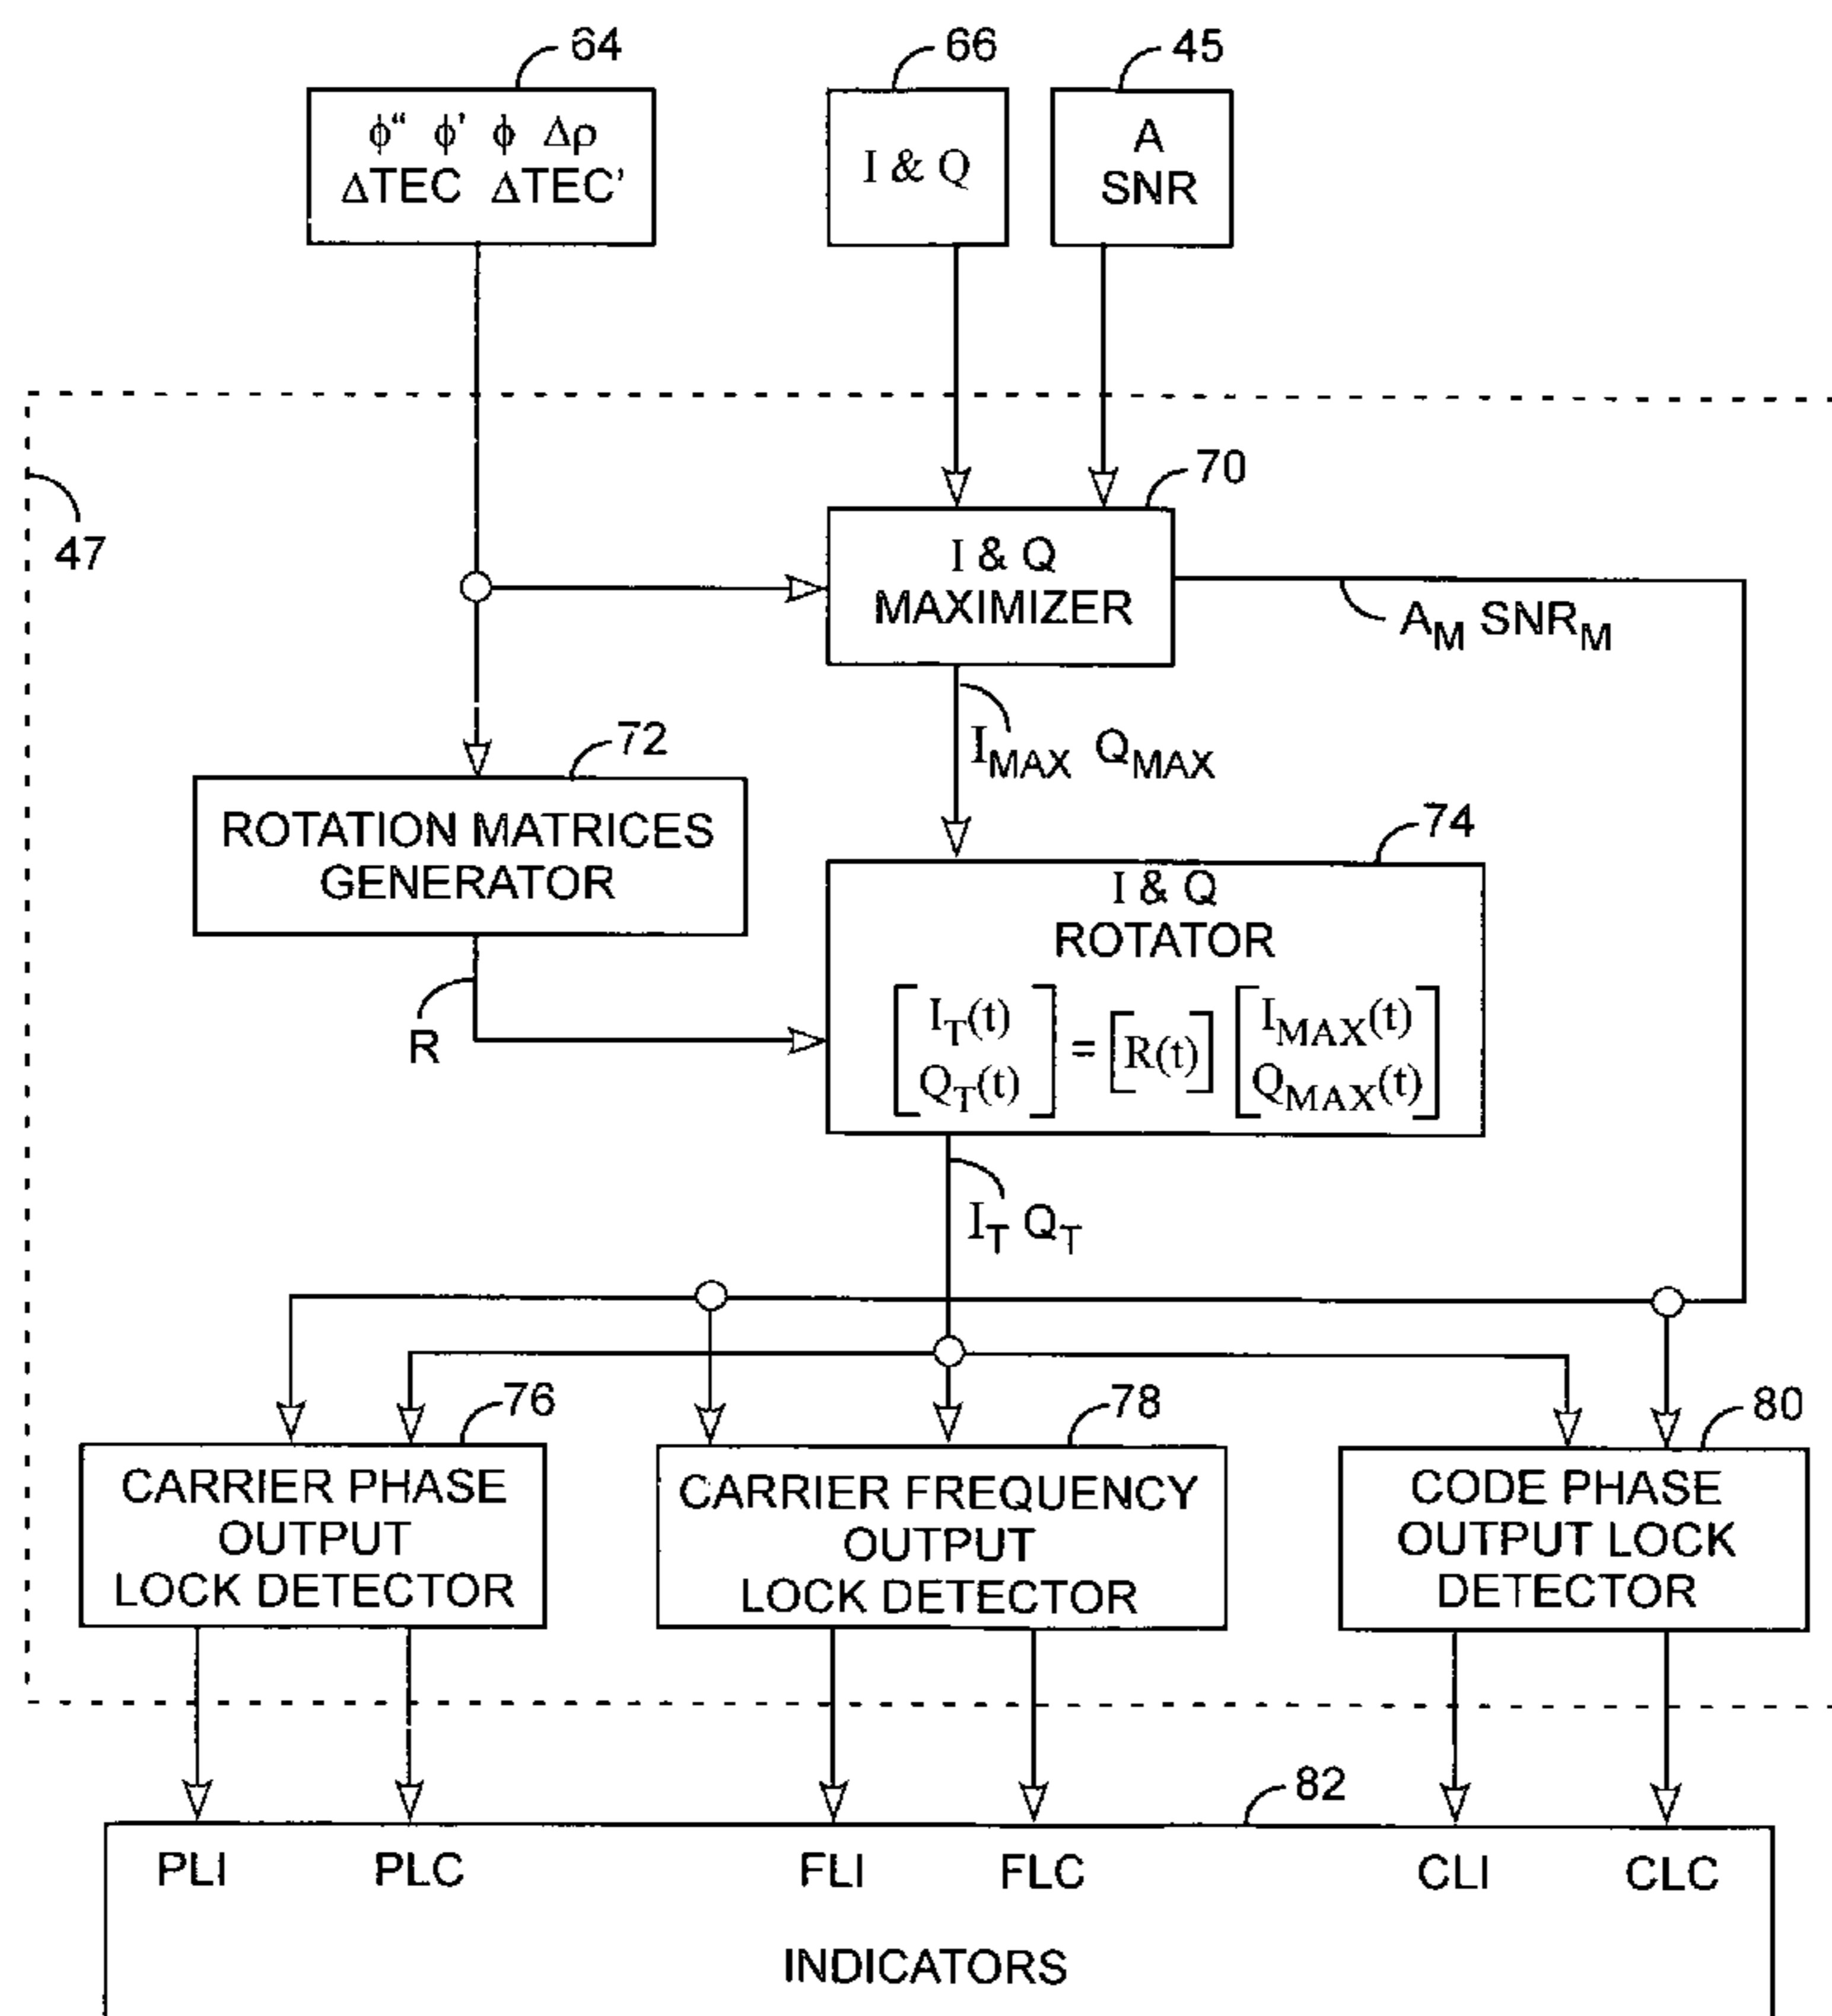 64
66
45
ϕ“ ϕ' ϕ Δρ
ΔTEC ΔTEC'
I & Q
A
SNR
47
70
I & Q
MAXIMIZER
A_M SNR_M
I_MAX Q_MAX
72
ROTATION MATRICES
GENERATOR
R
74
I & Q
ROTATOR
[I_T(t) Q_T(t)] = [R(t)] [I_MAX(t) Q_MAX(t)]
I_T Q_T
76
CARRIER PHASE
OUTPUT
LOCK DETECTOR
78
CARRIER FREQUENCY
OUTPUT
LOCK DETECTOR
80
CODE PHASE
OUTPUT LOCK
DETECTOR
82
PLI PLC FLI FLC CLI CLC
INDICATORS